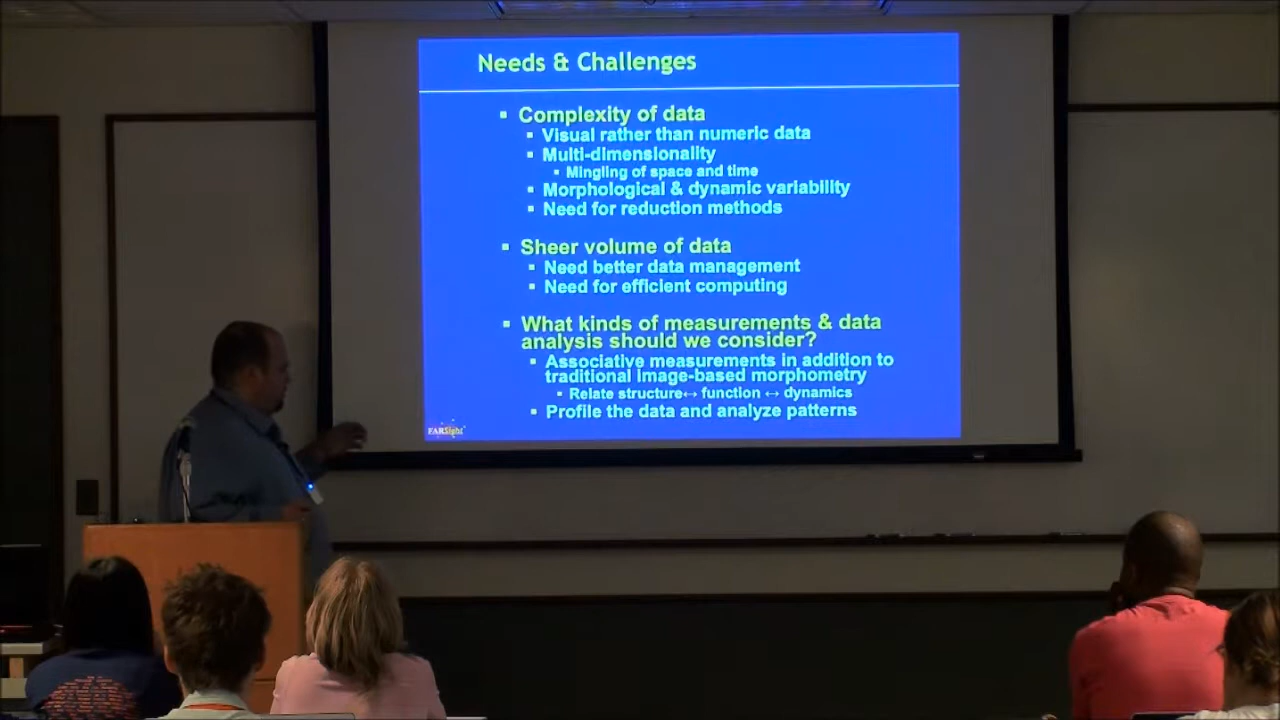 Needs & Challenges
▪ Complexity of data
▪ Visual rather than numeric data
▪ Multi-dimensionality
▪ Mingling of space and time
▪ Morphological & dynamic variability
▪ Need for reduction methods
▪ Sheer volume of data
▪ Need better data management
▪ Need for efficient computing
▪ What kinds of measurements & data
analysis should we consider?
▪ Associative measurements in addition to
traditional image-based morphometry
▪ Relate structure↔ function ↔ dynamics
▪ Profile the data and analyze patterns
FARSight